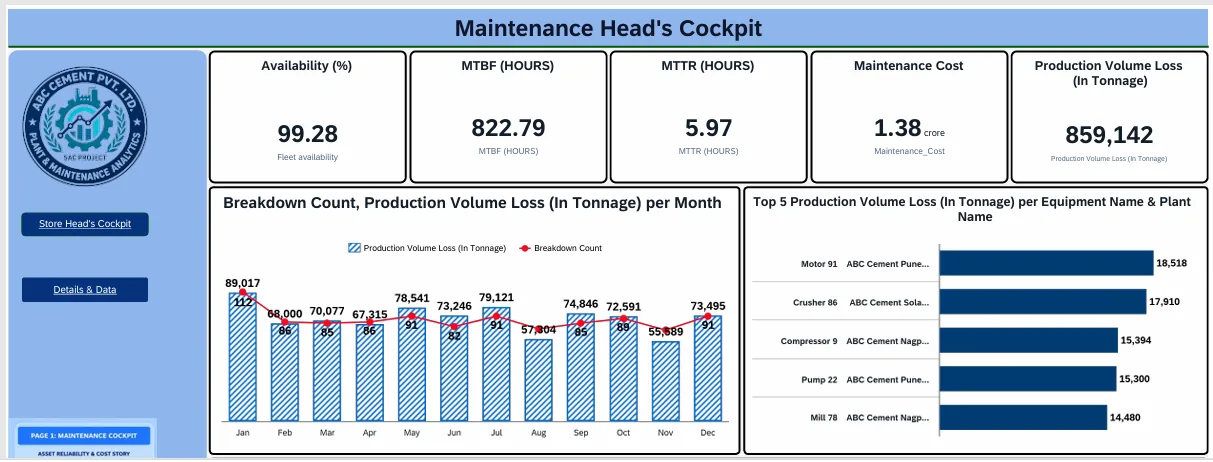 Maintenance Head's Cockpit
ABC CEMENT PVT. LTD.
SAC PROJECT
PLANT & MAINTENANCE ANALYTICS
Store Head's Cockpit
Details & Data
PAGE 1: MAINTENANCE COCKPIT
ASSET RELIABILITY & COST STORY
Availability (%)
99.28
Fleet availability
MTBF (HOURS)
822.79
MTBF (HOURS)
MTTR (HOURS)
5.97
MTTR (HOURS)
Maintenance Cost
1.38 crore
Maintenance_Cost
Production Volume Loss
(In Tonnage)
859,142
Production Volume Loss (In Tonnage)
Breakdown Count, Production Volume Loss (In Tonnage) per Month
Production Volume Loss (In Tonnage) Breakdown Count
89,017 68,000 70,077 67,315 78,541 73,246 79,121 57,304 74,846 72,591 55,589 73,495
112 86 85 86 91 82 91 85 89 91
Jan Feb Mar Apr May Jun Jul Aug Sep Oct Nov Dec
Top 5 Production Volume Loss (In Tonnage) per Equipment Name & Plant
Name
Motor 91 ABC Cement Pune... 18,518
Crusher 86 ABC Cement Sola... 17,910
Compressor 9 ABC Cement Nagp... 15,394
Pump 22 ABC Cement Pune... 15,300
Mill 78 ABC Cement Nagp... 14,480